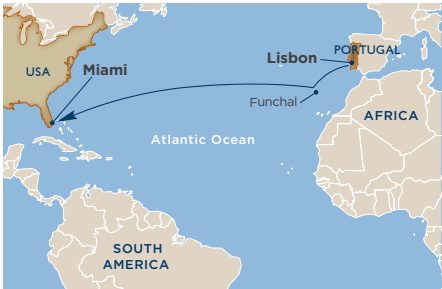 PORTUGAL
Lisbon
USA
Miami
Funchal
AFRICA
Atlantic Ocean
SOUTH
AMERICA